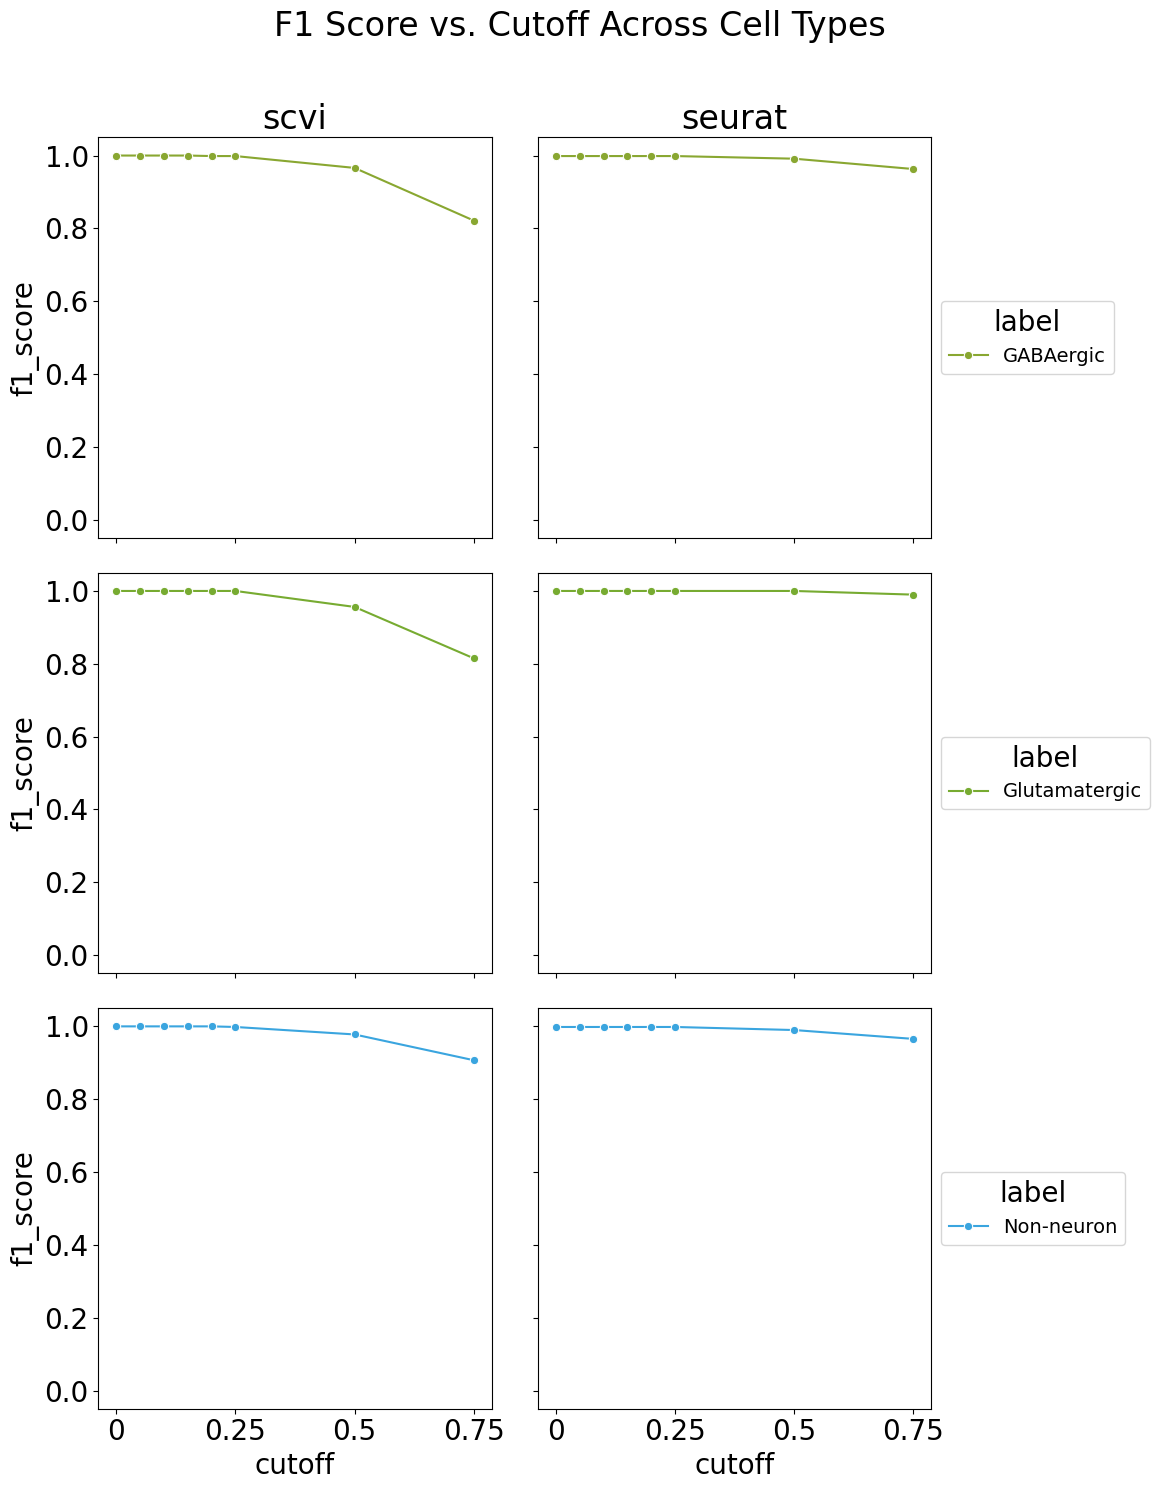 F1 Score vs. Cutoff Across Cell Types
scvi
seurat
1.0
0.8
0.6
0.4
0.2
0.0
f1_score
label
GABAergic
1.0
0.8
0.6
0.4
0.2
0.0
f1_score
label
Glutamatergic
1.0
0.8
0.6
0.4
0.2
0.0
f1_score
label
Non-neuron
0 0.25 0.5 0.75
cutoff
0 0.25 0.5 0.75
cutoff